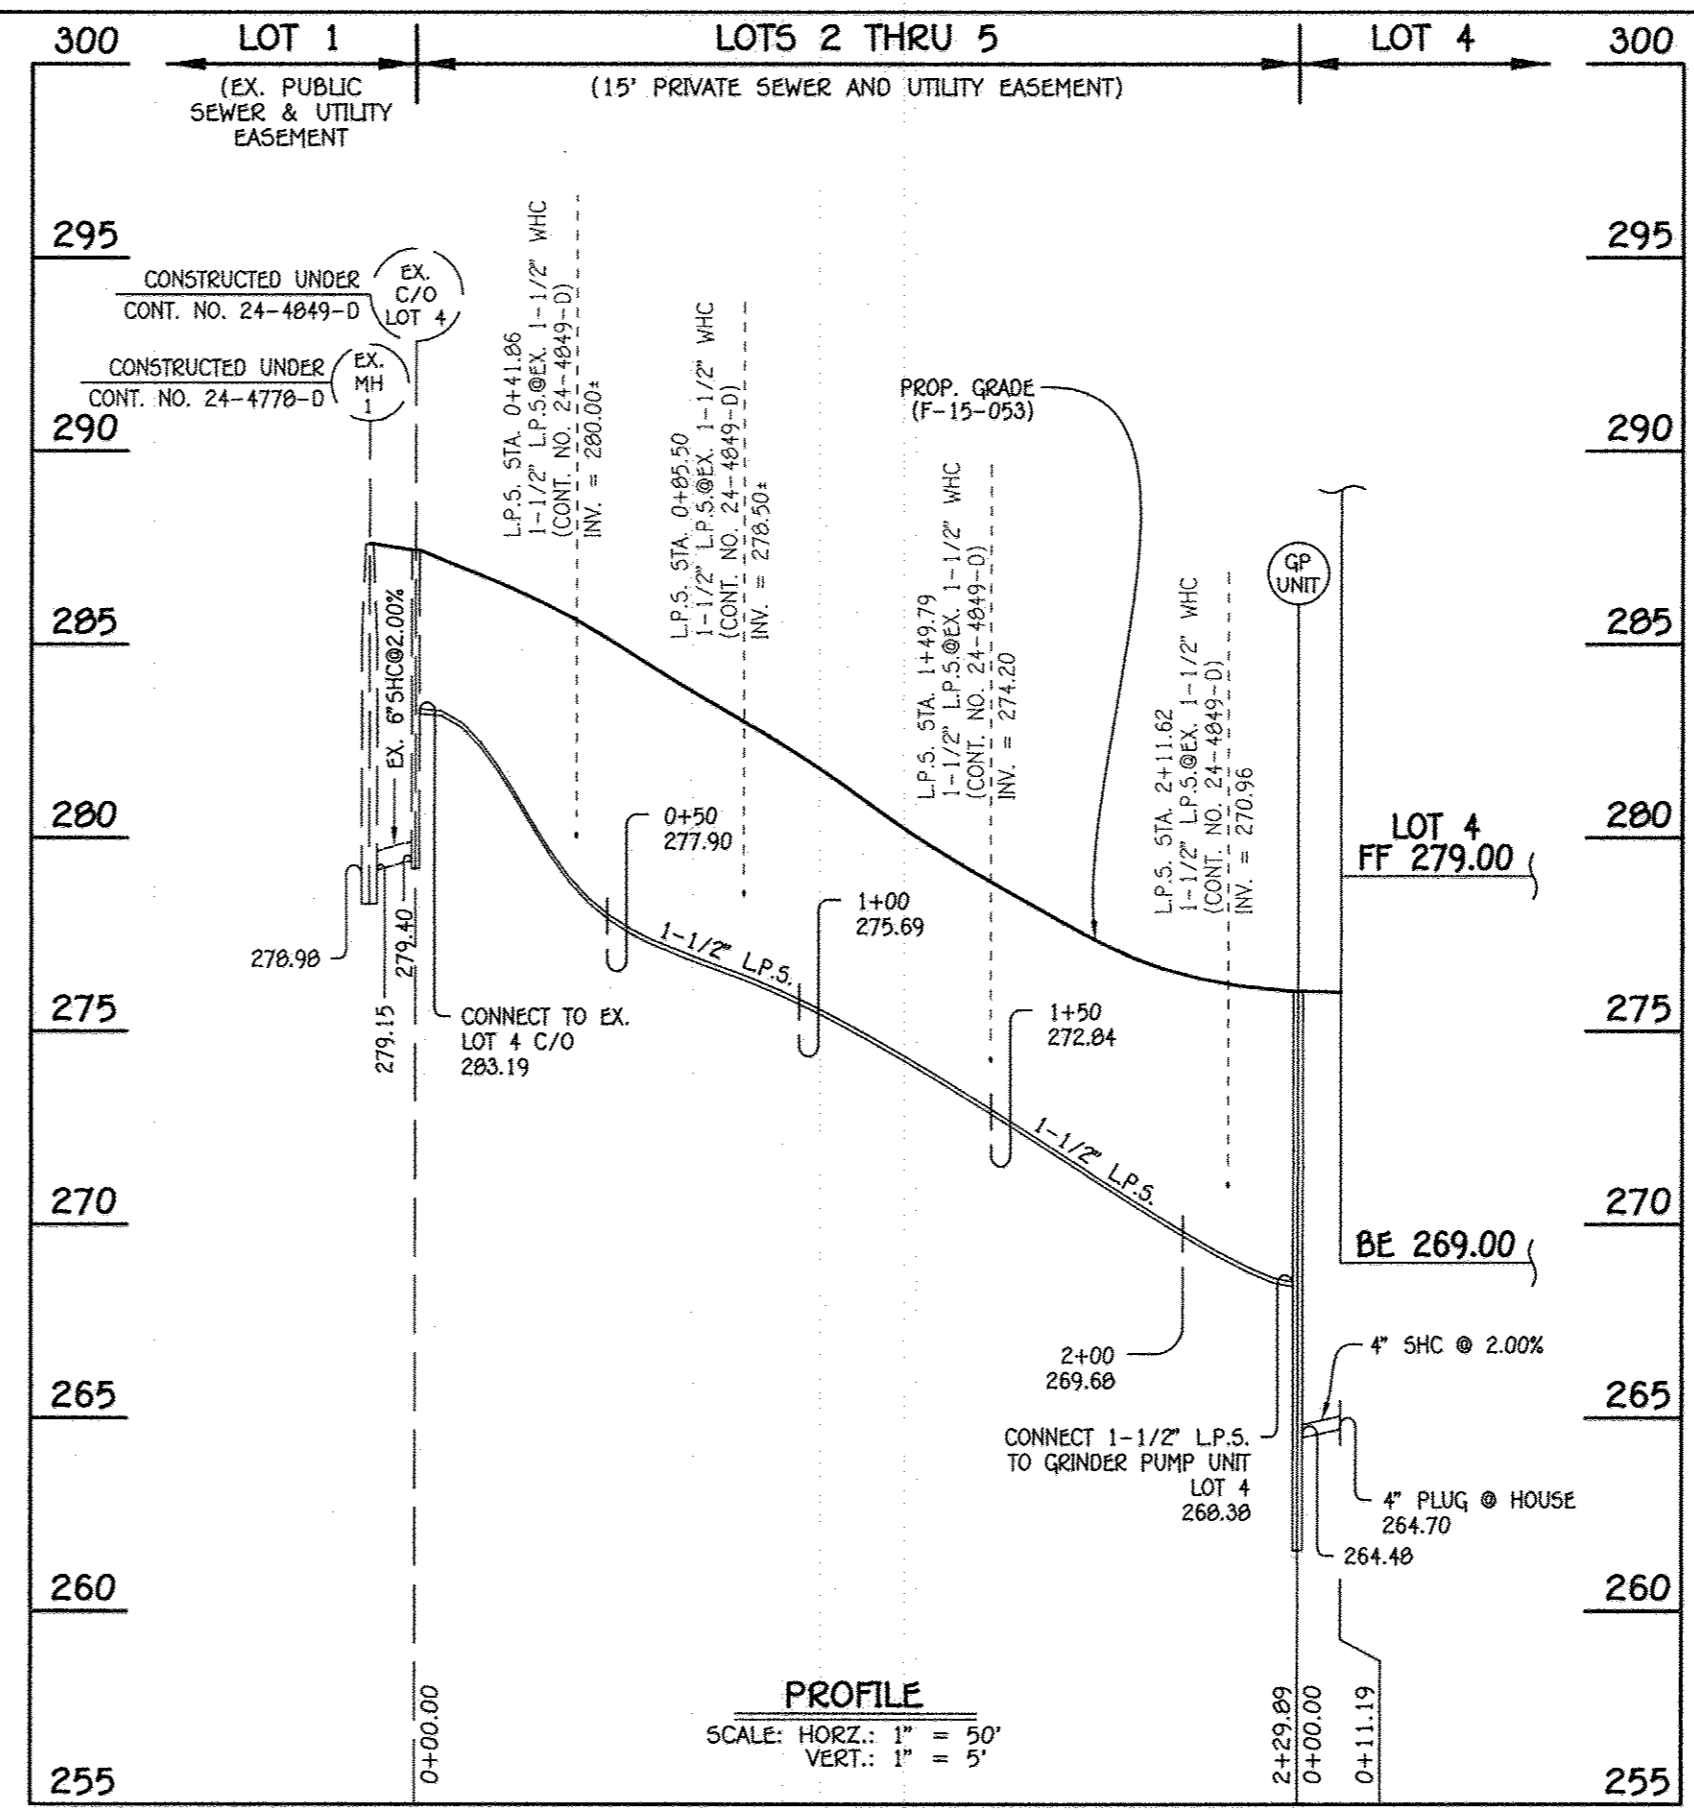 300
LOT 1
LOTS 2 THRU 5
LOT 4
300
(EX. PUBLIC
SEWER & UTILITY
EASEMENT
(15' PRIVATE SEWER AND UTILITY EASEMENT)
295
295
CONSTRUCTED UNDER
CONT. NO. 24-4849-D
EX.
C/O
LOT 4
CONSTRUCTED UNDER
CONT. NO. 24-4778-D
EX.
MH
1
L.P.S. STA. 0+41.86
1-1/2" L.P.S.@EX. 1-1/2" WHC
(CONT. NO. 24-4849-D)
INV. = 280.00±
L.P.S. STA. 0+85.50
1-1/2" L.P.S.@EX. 1-1/2" WHC
(CONT. NO. 24-4849-D)
INV. = 278.50±
PROP. GRADE
(F-15-053)
290
290
L.P.S. STA. 1+49.79
1-1/2" L.P.S.@EX. 1-1/2" WHC
(CONT. NO. 24-4849-D)
INV. = 274.20
L.P.S. STA. 2+11.62
1-1/2" L.P.S.@EX. 1-1/2" WHC
(CONT. NO. 24-4849-D)
INV. = 270.96
GP
UNIT
285
285
EX. 6" SHC@2.00%
280
280
0+50
277.90
LOT 4
FF 279.00
1+00
275.69
278.98
279.40
279.15
1-1/2" L.P.S.
275
275
CONNECT TO EX.
LOT 4 C/O
283.19
1+50
272.84
1-1/2" L.P.S.
270
270
BE 269.00
2+00
269.68
4" SHC @ 2.00%
265
265
CONNECT 1-1/2" L.P.S.
TO GRINDER PUMP UNIT
LOT 4
268.38
4" PLUG @ HOUSE
264.70
264.48
260
260
PROFILE
SCALE: HORZ.: 1" = 50'
VERT.: 1" = 5'
0+00.00
2+29.89
0+00.00
0+11.19
255
255